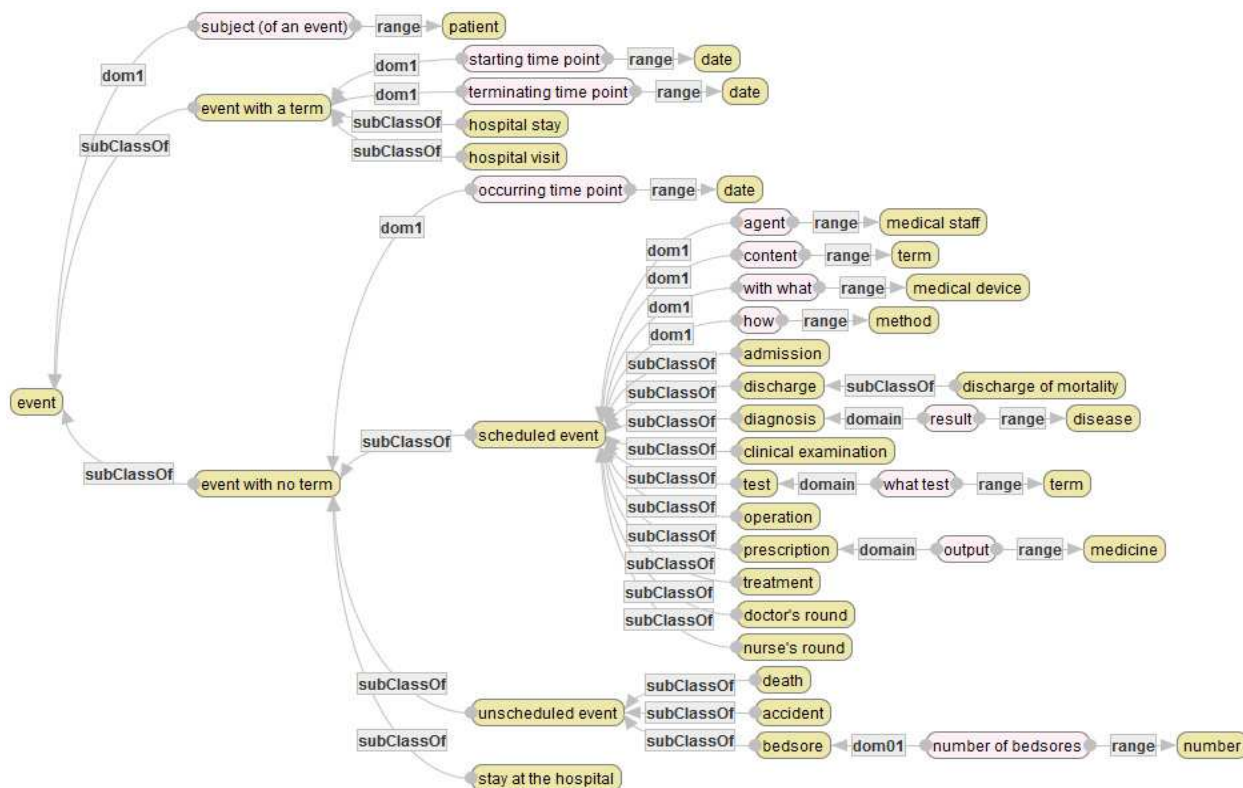 subject (of an event) range patient
dom1 starting time point range date
dom1
dom1 terminating time point range date
event with a term
subClassOf hospital stay
subClassOf
subClassOf hospital visit
occurring time point range date
agent range medical staff
dom1
dom1 content range term
dom1 with what range medical device
dom1 how range method
dom1
subClassOf admission
subClassOf discharge subClassOf discharge of mortality
event
subClassOf diagnosis domain result range disease
subClassOf scheduled event
subClassOf clinical examination
subClassOf
event with no term subClassOf test domain what test range term
subClassOf operation
subClassOf prescription domain output range medicine
subClassOf treatment
subClassOf doctor's round
subClassOf nurse's round
subClassOf subClassOf death
unscheduled event subClassOf accident
subClassOf subClassOf bedsore dom01 number of bedsores range number
stay at the hospital